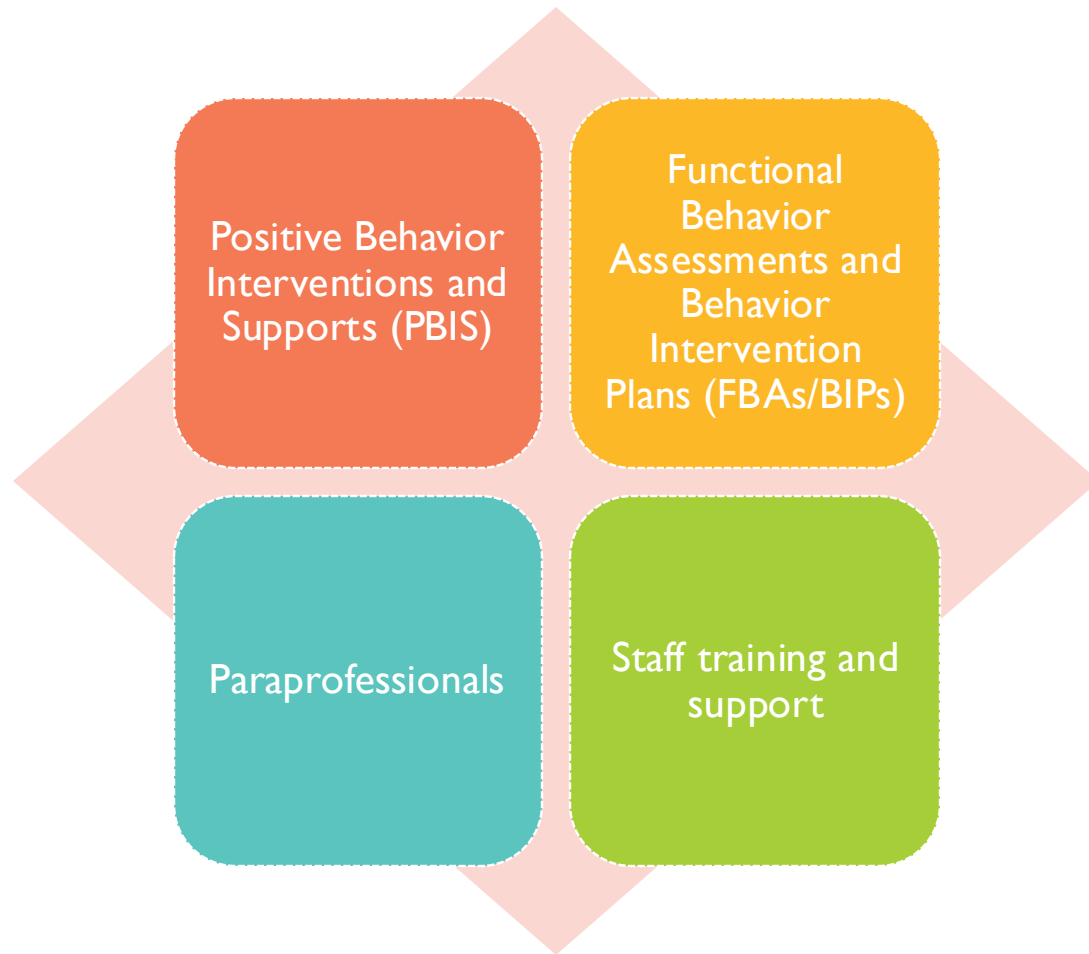 Positive Behavior
Interventions and
Supports (PBIS)
Functional
Behavior
Assessments and
Behavior
Intervention
Plans (FBAs/BIPs)
Paraprofessionals
Staff training and
support